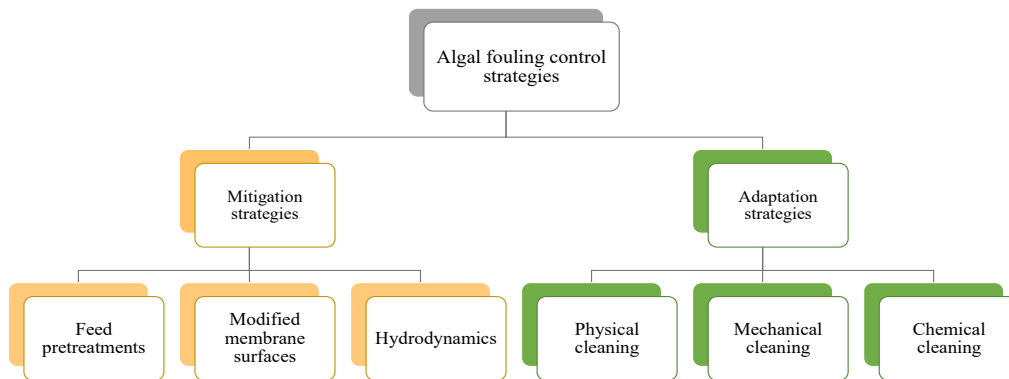 Algal fouling control
strategies
Mitigation
strategies
Adaptation
strategies
Feed
pretreatments
Modified
membrane
surfaces
Hydrodynamics
Physical
cleaning
Mechanical
cleaning
Chemical
cleaning